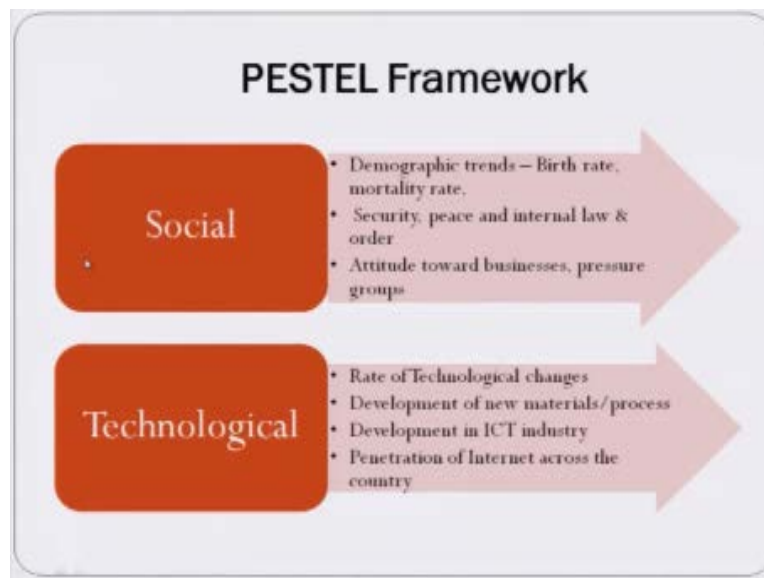 PESTEL Framework
Social
• Demographic trends – Birth rate,
mortality rate,
• Security, peace and internal law &
order
• Attitude toward businesses, pressure
groups
Technological
• Rate of Technological changes
• Development of new materials/process
• Development in ICT industry
• Penetration of Internet across the
country